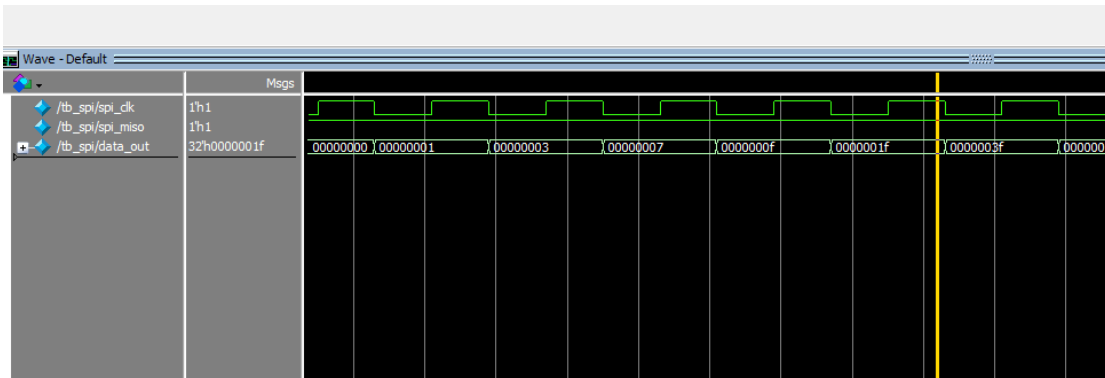 Wave - Default
Msgs
/tb_spi/spi_clk 1'h1
/tb_spi/spi_miso 1'h1
/tb_spi/data_out 32'h0000001f 00000000 00000001 00000003 00000007 0000000f 0000001f 0000003f 000000